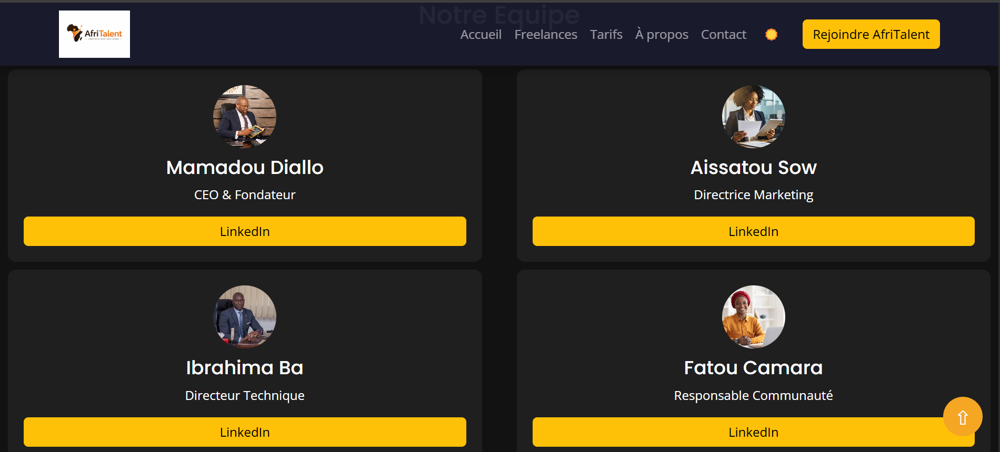 Notre Equipe
AfriTalent
Accueil Freelances Tarifs À propos Contact
Rejoindre AfriTalent
Mamadou Diallo
CEO & Fondateur
LinkedIn
Aissatou Sow
Directrice Marketing
LinkedIn
Ibrahima Ba
Directeur Technique
LinkedIn
Fatou Camara
Responsable Communauté
LinkedIn
⇧